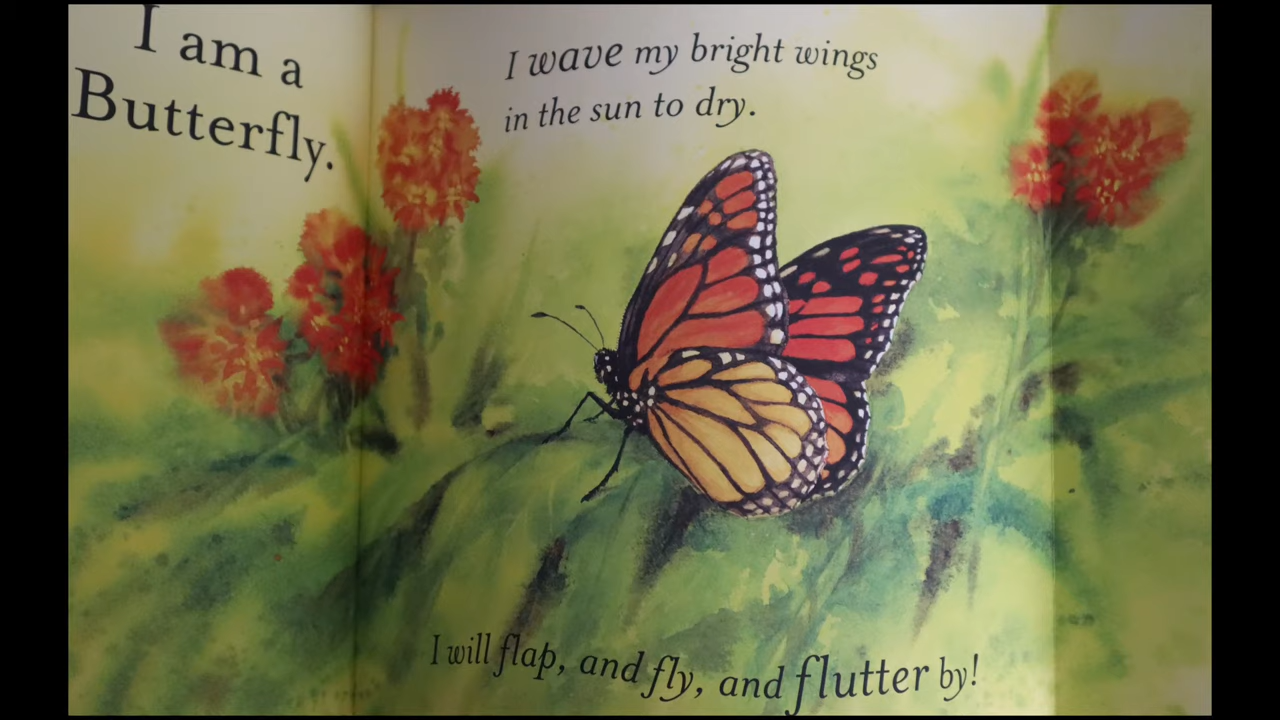 I am a
Butterfly.
I wave my bright wings
in the sun to dry.
I will flap, and fly, and flutter by!